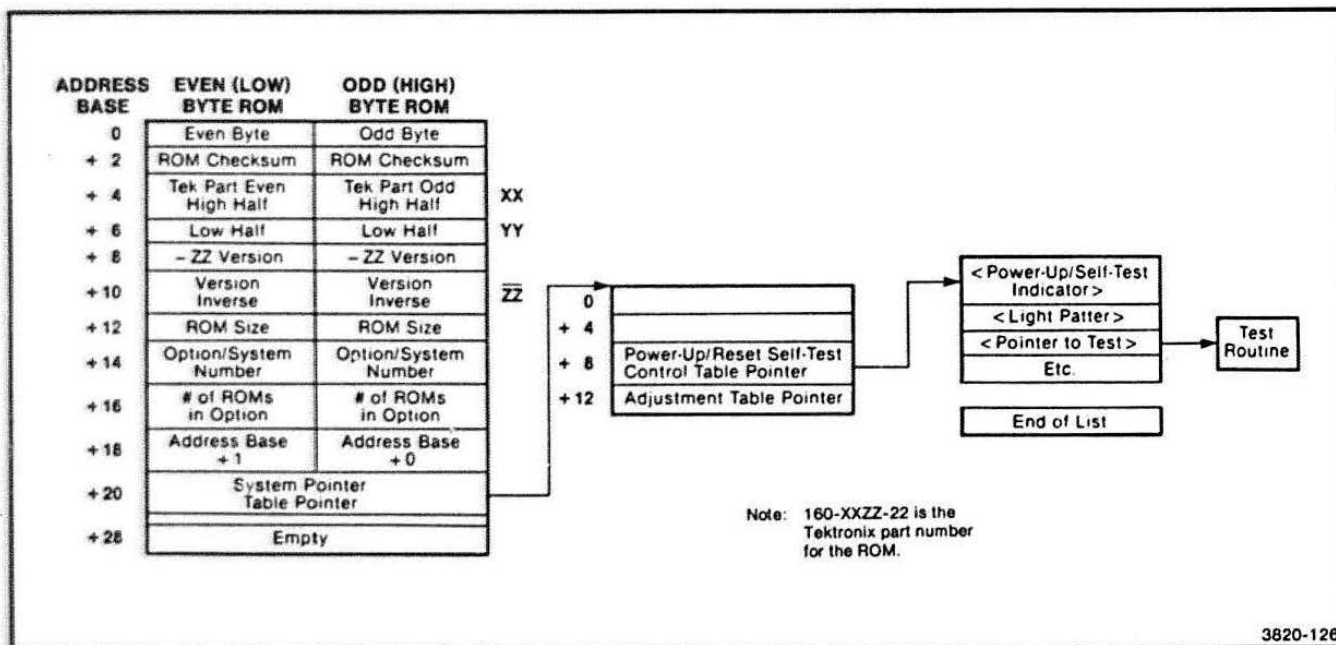 ADDRESS BASE EVEN (LOW) BYTE ROM ODD (HIGH) BYTE ROM
0 Even Byte Odd Byte
+ 2 ROM Checksum ROM Checksum
+ 4 Tek Part Even High Half Tek Part Odd High Half XX
+ 6 Low Half Low Half YY
+ 8 – ZZ Version – ZZ Version
+10 Version Inverse Version Inverse Z̅Z̅
+12 ROM Size ROM Size
+14 Option/System Number Option/System Number
+16 # of ROMs in Option # of ROMs in Option
+18 Address Base + 1 Address Base + 0
+20 System Pointer Table Pointer
+28 Empty
0
+ 4
+ 8 Power-Up/Reset Self-Test Control Table Pointer
+12 Adjustment Table Pointer
< Power-Up/Self-Test Indicator >
< Light Patter >
< Pointer to Test >
Etc.
End of List
Test Routine
Note: 160-XXZZ-22 is the
Tektronix part number
for the ROM.
3820-126